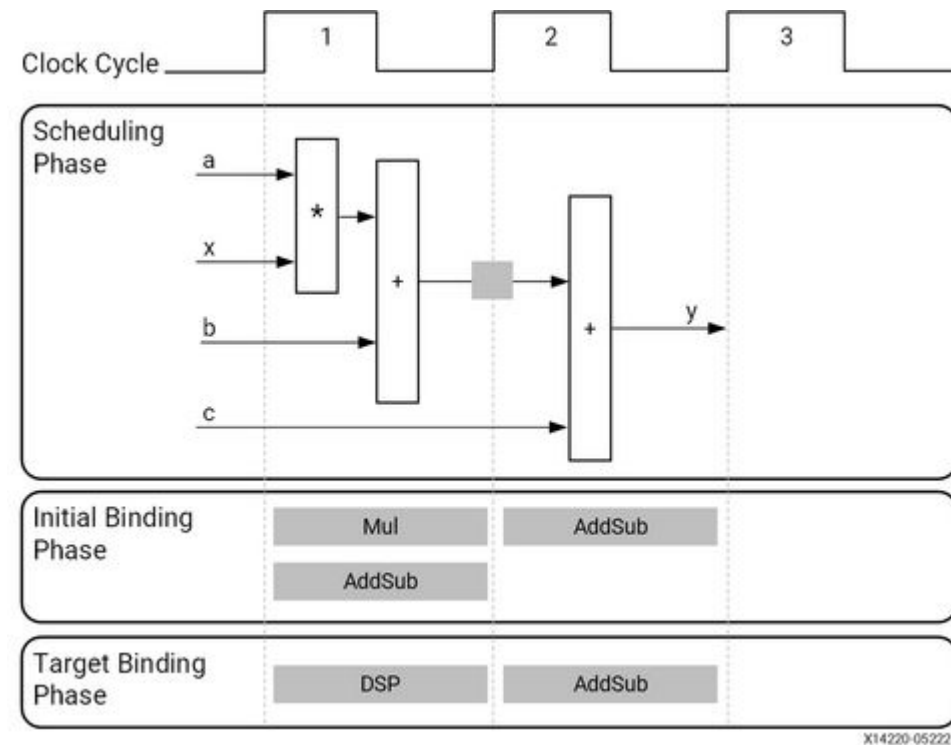 1
2
3
Clock Cycle
Scheduling
Phase
a
*
x
+
b
+
y
c
Initial Binding
Phase
Mul
AddSub
AddSub
Target Binding
Phase
DSP
AddSub
X14220-05222